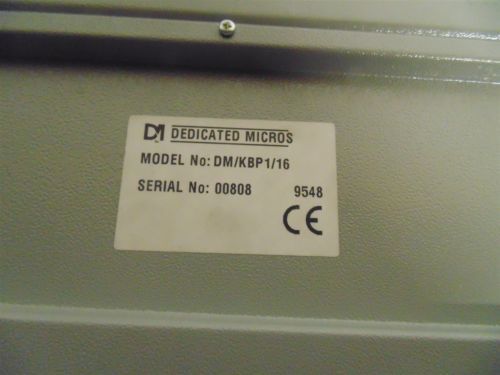 DM DEDICATED MICROS
MODEL No: DM/KBP1/16
SERIAL No: 00808 9548
CE